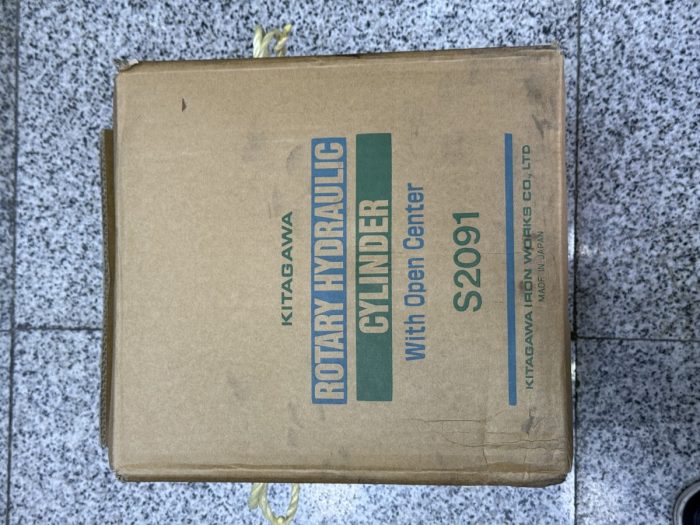 KITAGAWA
ROTARY HYDRAULIC
CYLINDER
With Open Center
S2091
KITAGAWA IRON WORKS CO., LTD
MADE IN JAPAN